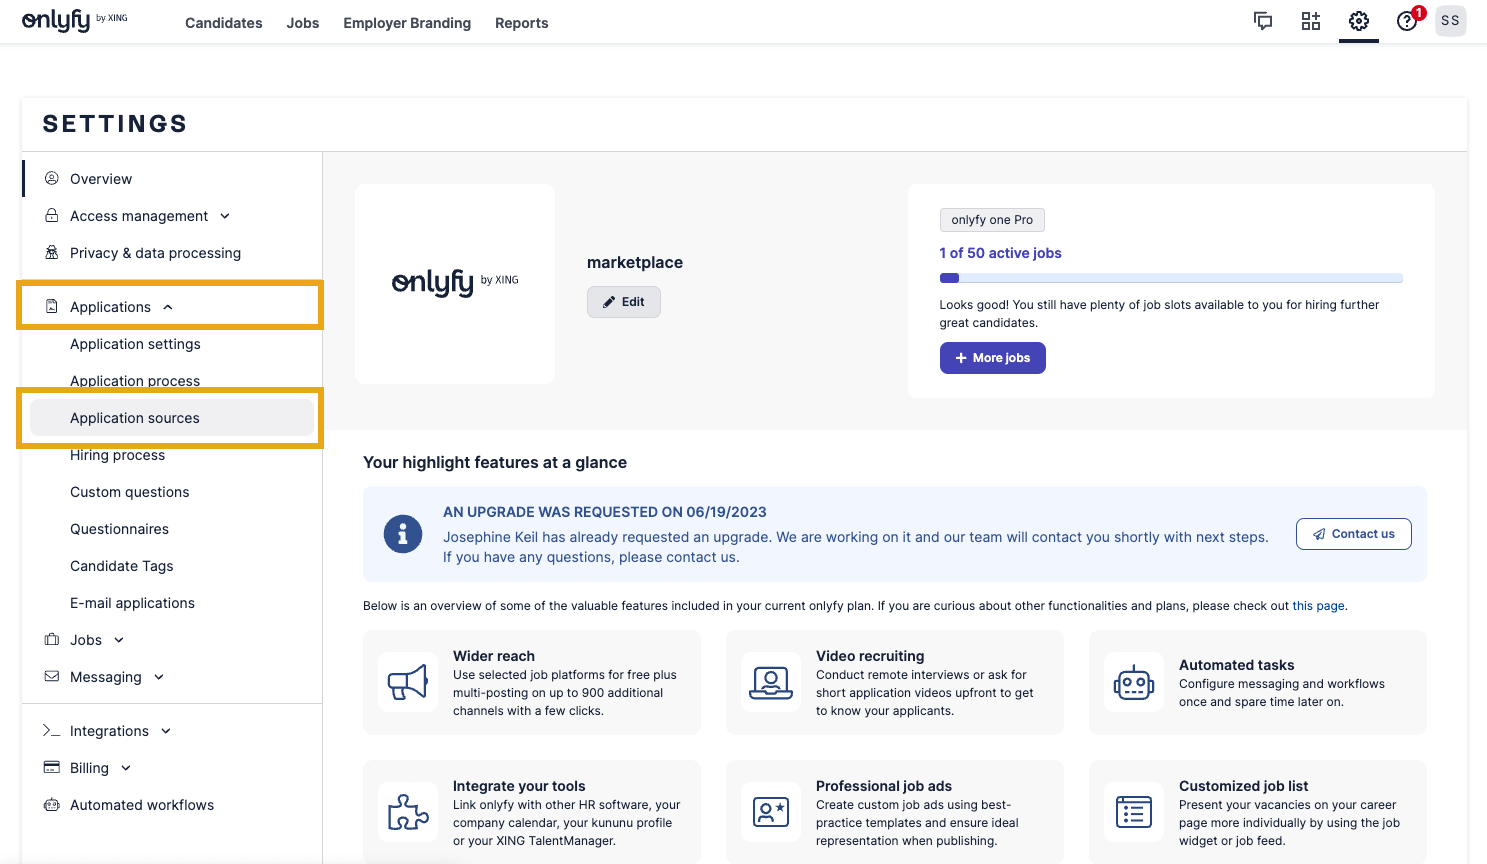 onlyfy by XING
Candidates
Jobs
Employer Branding
Reports
1
SS
SETTINGS
Overview
Access management
Privacy & data processing
Applications
Application settings
Application process
Application sources
Hiring process
Custom questions
Questionnaires
Candidate Tags
E-mail applications
Jobs
Messaging
Integrations
Billing
Automated workflows
onlyfy by XING
marketplace
Edit
onlyfy one Pro
1 of 50 active jobs
Looks good! You still have plenty of job slots available to you for hiring further
great candidates.
More jobs
Your highlight features at a glance
AN UPGRADE WAS REQUESTED ON 06/19/2023
Josephine Keil has already requested an upgrade. We are working on it and our team will contact you shortly with next steps.
If you have any questions, please contact us.
Contact us
Below is an overview of some of the valuable features included in your current onlyfy plan. If you are curious about other functionalities and plans, please check out this page.
Wider reach
Use selected job platforms for free plus
multi-posting on up to 900 additional
channels with a few clicks.
Video recruiting
Conduct remote interviews or ask for
short application videos upfront to get
to know your applicants.
Automated tasks
Configure messaging and workflows
once and spare time later on.
Integrate your tools
Link onlyfy with other HR software, your
company calendar, your kununu profile
or your XING TalentManager.
Professional job ads
Create custom job ads using best-
practice templates and ensure ideal
representation when publishing.
Customized job list
Present your vacancies on your career
page more individually by using the job
widget or job feed.